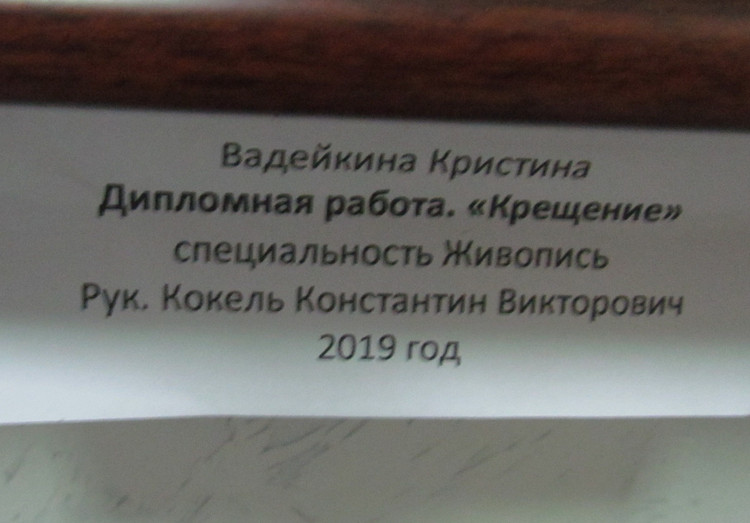 Вадейкина Кристина
Дипломная работа. «Крещение»
специальность Живопись
Рук. Кокель Константин Викторович
2019 год